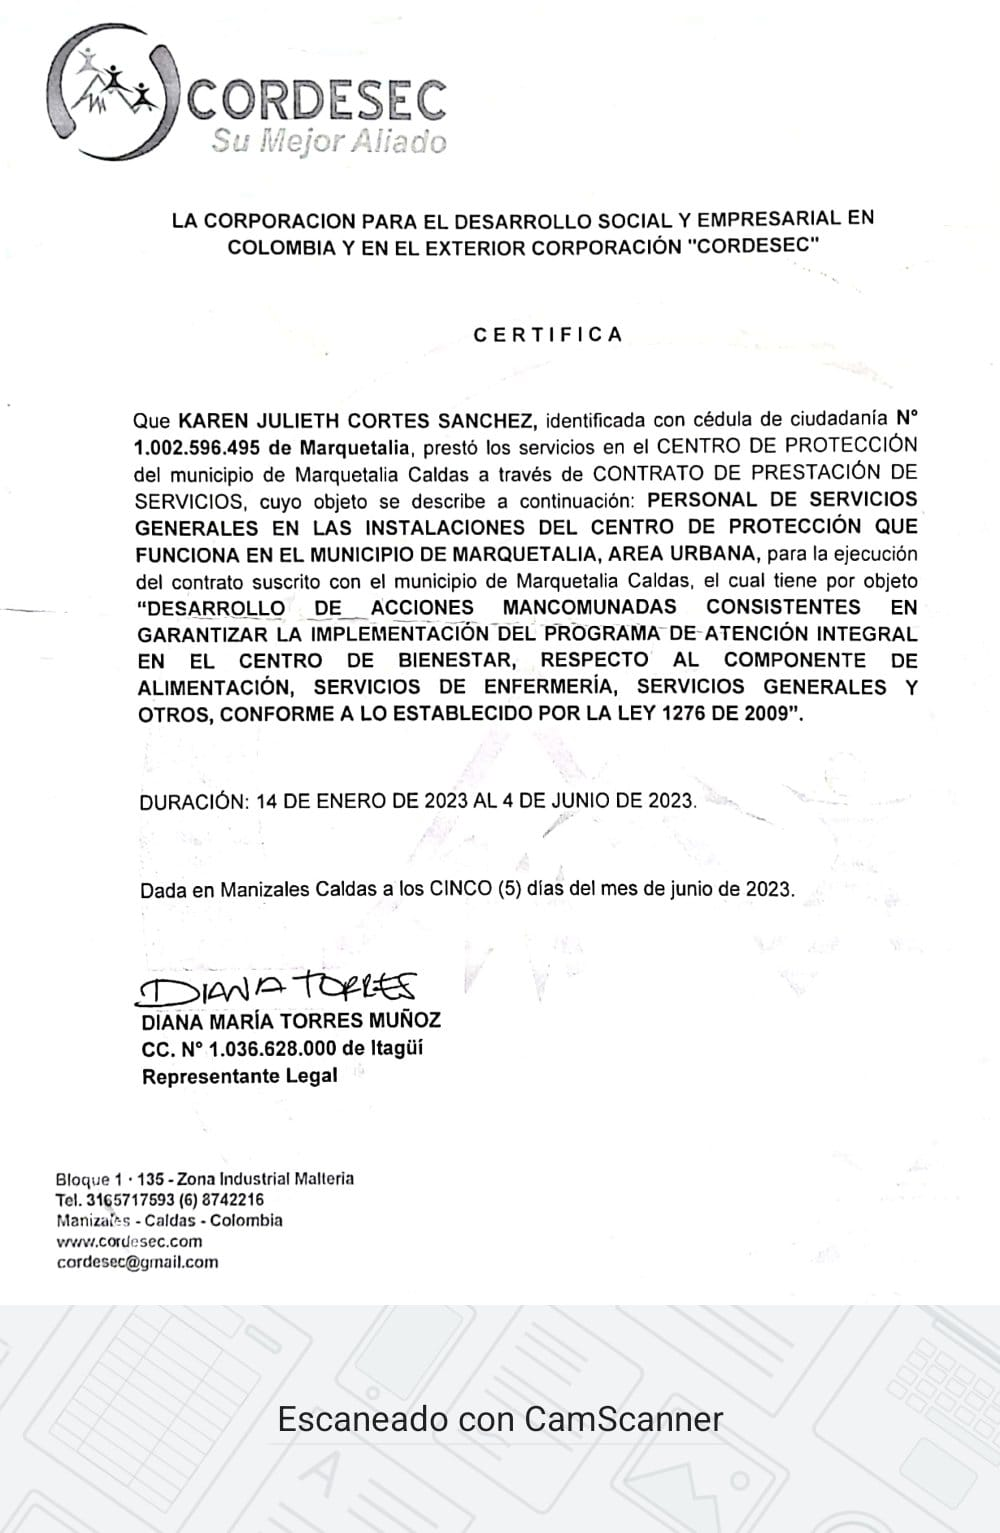 CORDESEC
Su Mejor Aliado
LA CORPORACION PARA EL DESARROLLO SOCIAL Y EMPRESARIAL EN
COLOMBIA Y EN EL EXTERIOR CORPORACIÓN "CORDESEC"
CERTIFICA
Que KAREN JULIETH CORTES SANCHEZ, identificada con cédula de ciudadanía N°
1.002.596.495 de Marquetalia, prestó los servicios en el CENTRO DE PROTECCIÓN
del municipio de Marquetalia Caldas a través de CONTRATO DE PRESTACIÓN DE
SERVICIOS, cuyo objeto se describe a continuación: PERSONAL DE SERVICIOS
GENERALES EN LAS INSTALACIONES DEL CENTRO DE PROTECCIÓN QUE
FUNCIONA EN EL MUNICIPIO DE MARQUETALIA, AREA URBANA, para la ejecución
del contrato suscrito con el municipio de Marquetalia Caldas, el cual tiene por objeto
“DESARROLLO DE ACCIONES MANCOMUNADAS CONSISTENTES EN
GARANTIZAR LA IMPLEMENTACIÓN DEL PROGRAMA DE ATENCIÓN INTEGRAL
EN EL CENTRO DE BIENESTAR, RESPECTO AL COMPONENTE DE
ALIMENTACIÓN, SERVICIOS DE ENFERMERÍA, SERVICIOS GENERALES Y
OTROS, CONFORME A LO ESTABLECIDO POR LA LEY 1276 DE 2009”.
DURACIÓN: 14 DE ENERO DE 2023 AL 4 DE JUNIO DE 2023.
Dada en Manizales Caldas a los CINCO (5) días del mes de junio de 2023.
DIANA TORRES
DIANA MARÍA TORRES MUÑOZ
CC. N° 1.036.628.000 de Itagüí
Representante Legal
Bloque 1 · 135 - Zona Industrial Malteria
Tel. 3165717593 (6) 8742216
Manizales - Caldas - Colombia
www.cordesec.com
cordesec@gmail.com
Escaneado con CamScanner